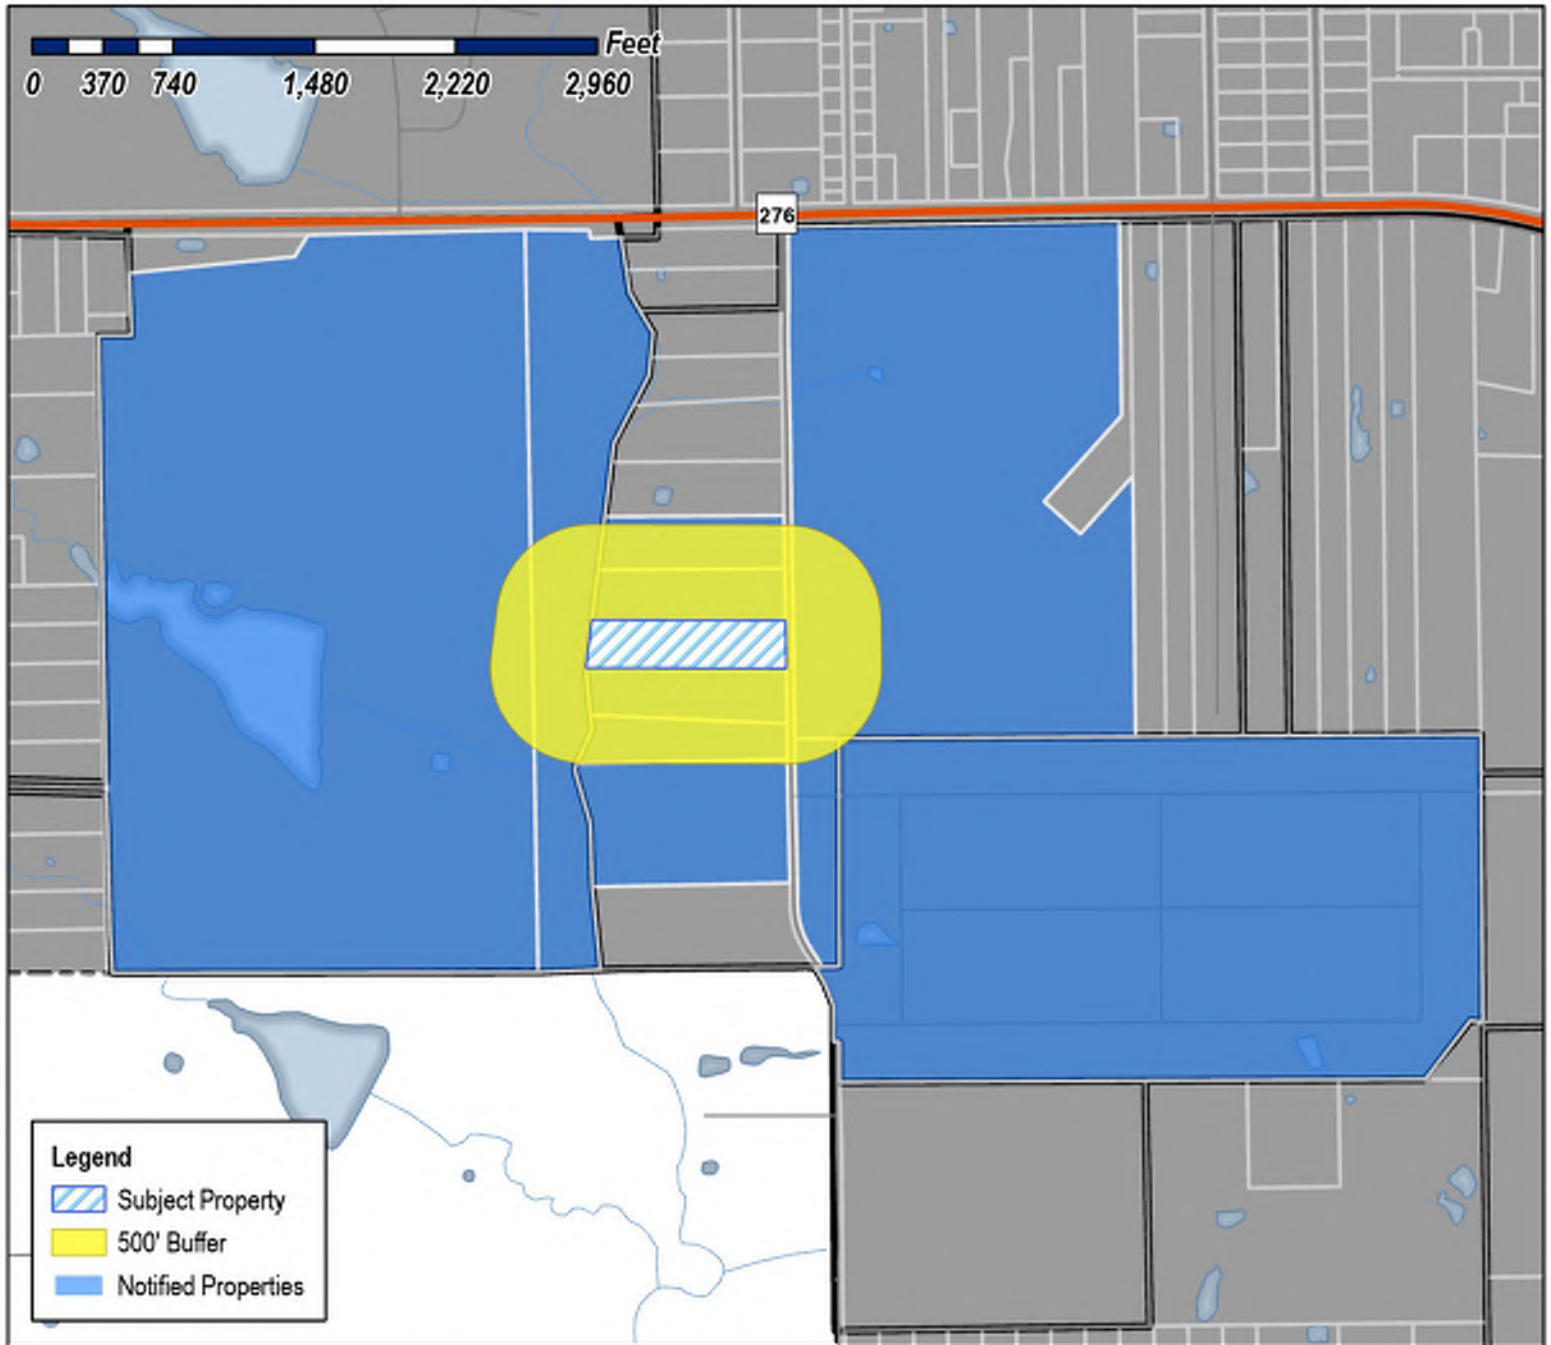 Feet
0 370 740 1,480 2,220 2,960
276
Legend
Subject Property
500' Buffer
Notified Properties